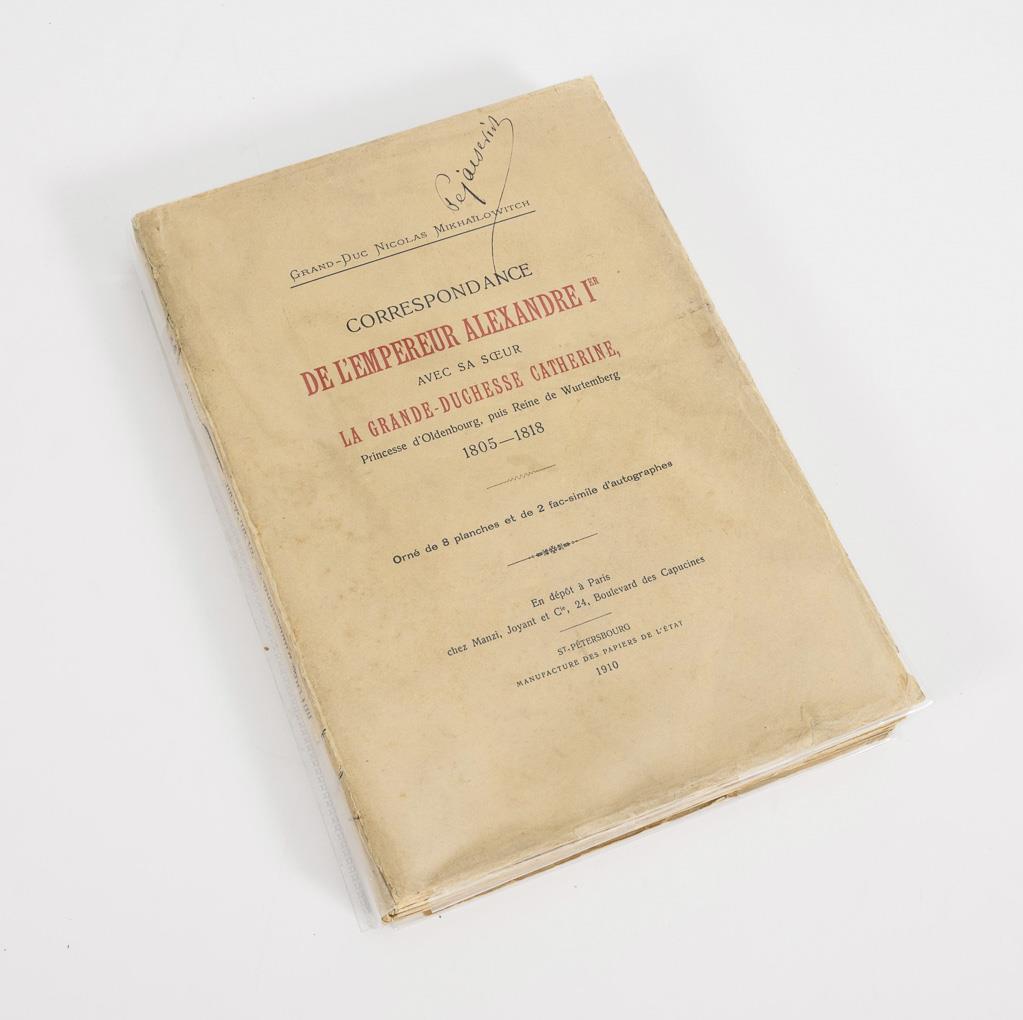 Grand-Duc Nicolas Mikhaïlowitch
CORRESPONDANCE
DE L'EMPEREUR ALEXANDRE Iᴱᴿ
AVEC SA SŒUR
LA GRANDE-DUCHESSE CATHERINE,
Princesse d'Oldenbourg, puis Reine de Wurtemberg
1805—1818
Orné de 8 planches et de 2 fac-simile d'autographes
En dépôt à Paris
chez Manzi, Joyant et Cⁱᵉ, 24, Boulevard des Capucines
Sᵀ-PÉTERSBOURG
MANUFACTURE DES PAPIERS DE L'ÉTAT
1910